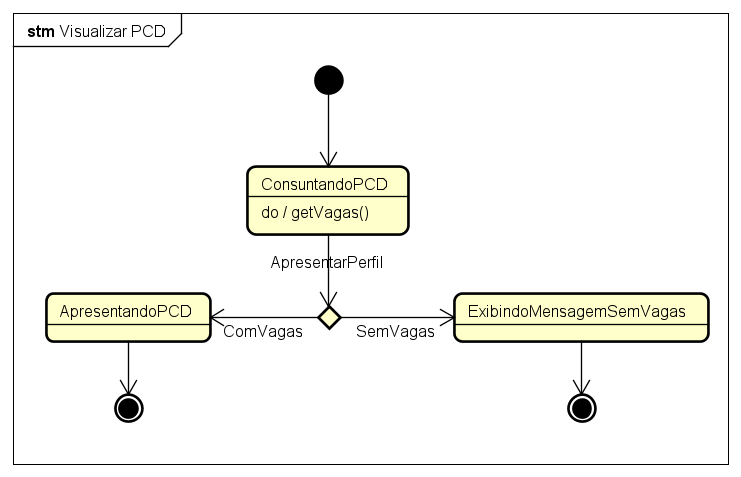 stm Visualizar PCD
ConsuntandoPCD
do / getVagas()
ApresentarPerfil
ApresentandoPCD
ExibindoMensagemSemVagas
ComVagas
SemVagas